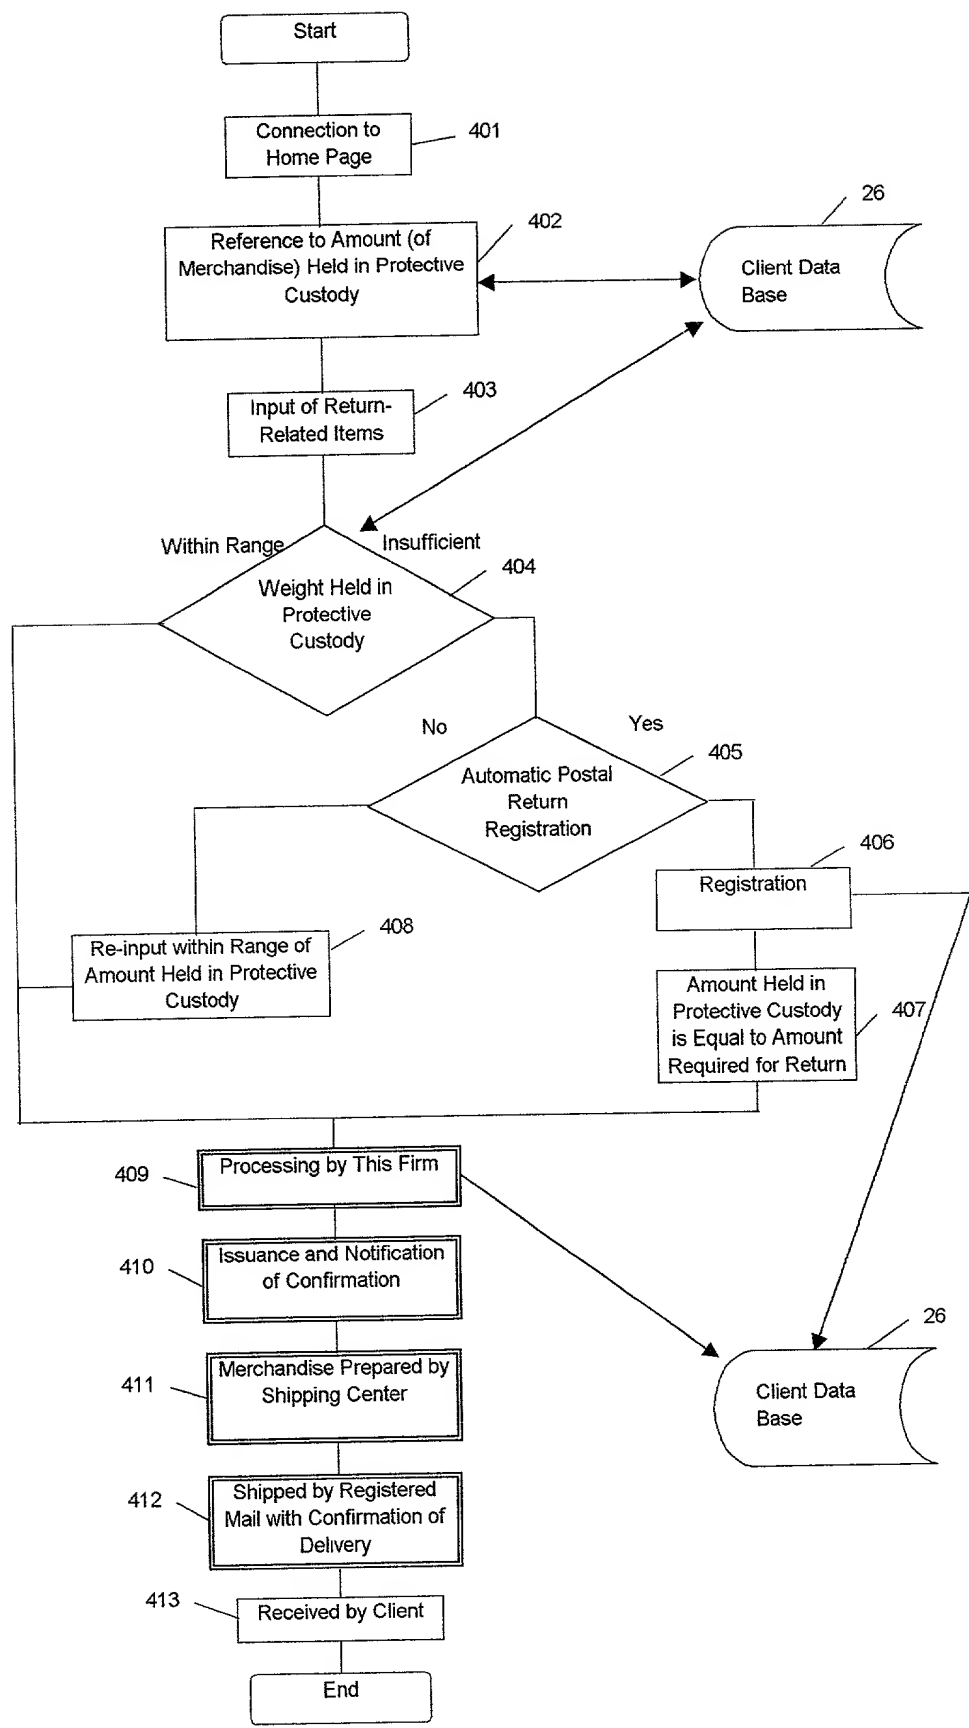 Start
Connection to
Home Page
401
Reference to Amount (of
Merchandise) Held in Protective
Custody
402
26
Client Data
Base
Input of Return-
Related Items
403
Within Range
Insufficient
Weight Held in
Protective
Custody
404
No
Yes
Automatic Postal
Return
Registration
405
Registration
406
Re-input within Range of
Amount Held in Protective
Custody
408
Amount Held in
Protective Custody
is Equal to Amount
Required for Return
407
Processing by This Firm
409
Issuance and Notification
of Confirmation
410
26
Client Data
Base
Merchandise Prepared by
Shipping Center
411
Shipped by Registered
Mail with Confirmation of
Delivery
412
Received by Client
413
End